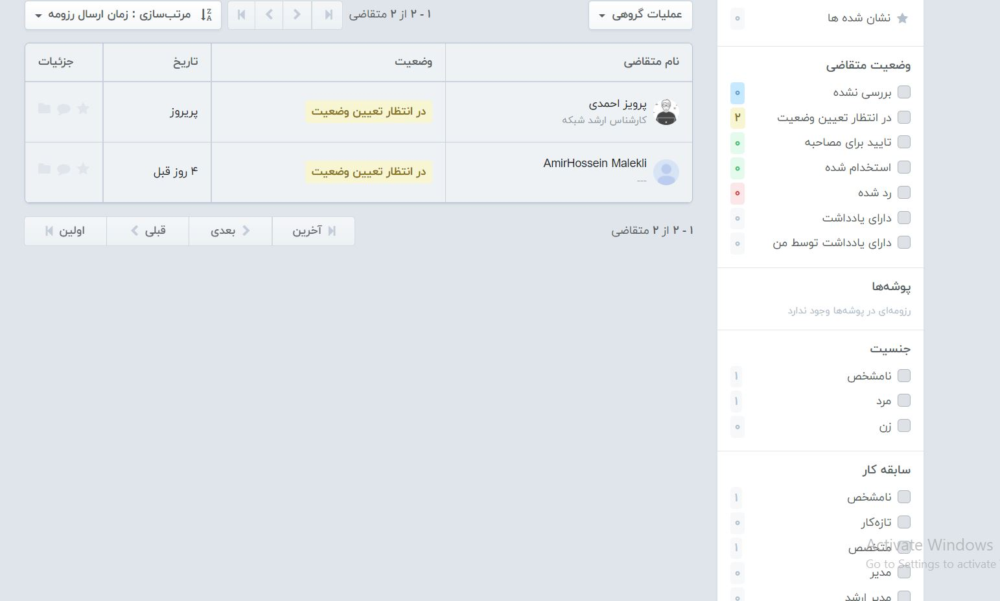 نشان شده ها
۰
وضعیت متقاضی
بررسی نشده
۰
در انتظار تعیین وضعیت
۲
تایید برای مصاحبه
۰
استخدام شده
۰
رد شده
۰
دارای یادداشت
۰
دارای یادداشت توسط من
۰
پوشه‌ها
رزومه‌ای در پوشه‌ها وجود ندارد
جنسیت
نامشخص
۱
مرد
۱
زن
۰
سابقه کار
نامشخص
۱
تازه‌کار
۰
متخصص
۱
مدیر
۰
مدیر ارشد
۰
عملیات گروهی
۱ - ۲ از ۲ متقاضی
مرتب‌سازی : زمان ارسال رزومه
نام متقاضی
وضعیت
تاریخ
جزئیات
پرویز احمدی
کارشناس ارشد شبکه
در انتظار تعیین وضعیت
پریروز
AmirHossein Malekli
---
در انتظار تعیین وضعیت
۴ روز قبل
۱ - ۲ از ۲ متقاضی
آخرین
بعدی
قبلی
اولین
Activate Windows
Go to Settings to activate